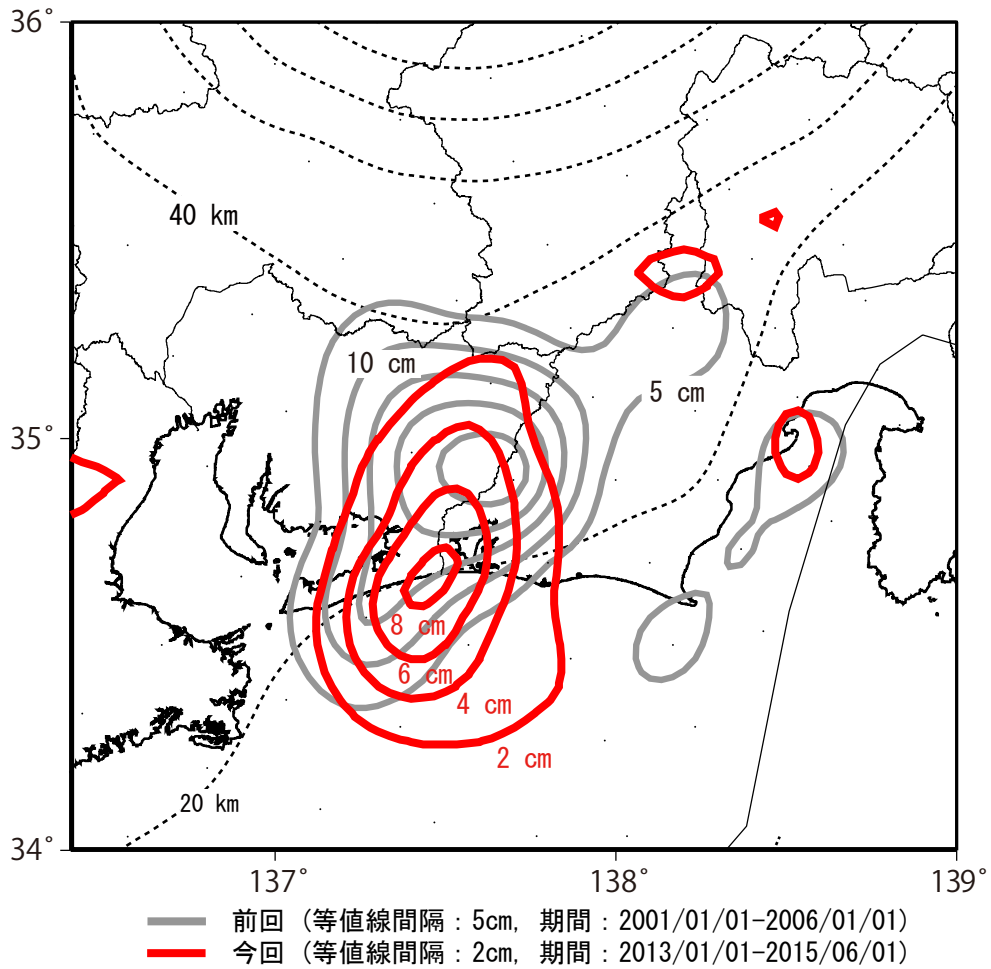 36°
40 km
10 cm
5 cm
35°
8 cm
6 cm
4 cm
2 cm
20 km
34°
137°
138°
139°
前回 (等値線間隔：5cm, 期間：2001/01/01-2006/01/01)
今回 (等値線間隔：2cm, 期間：2013/01/01-2015/06/01)